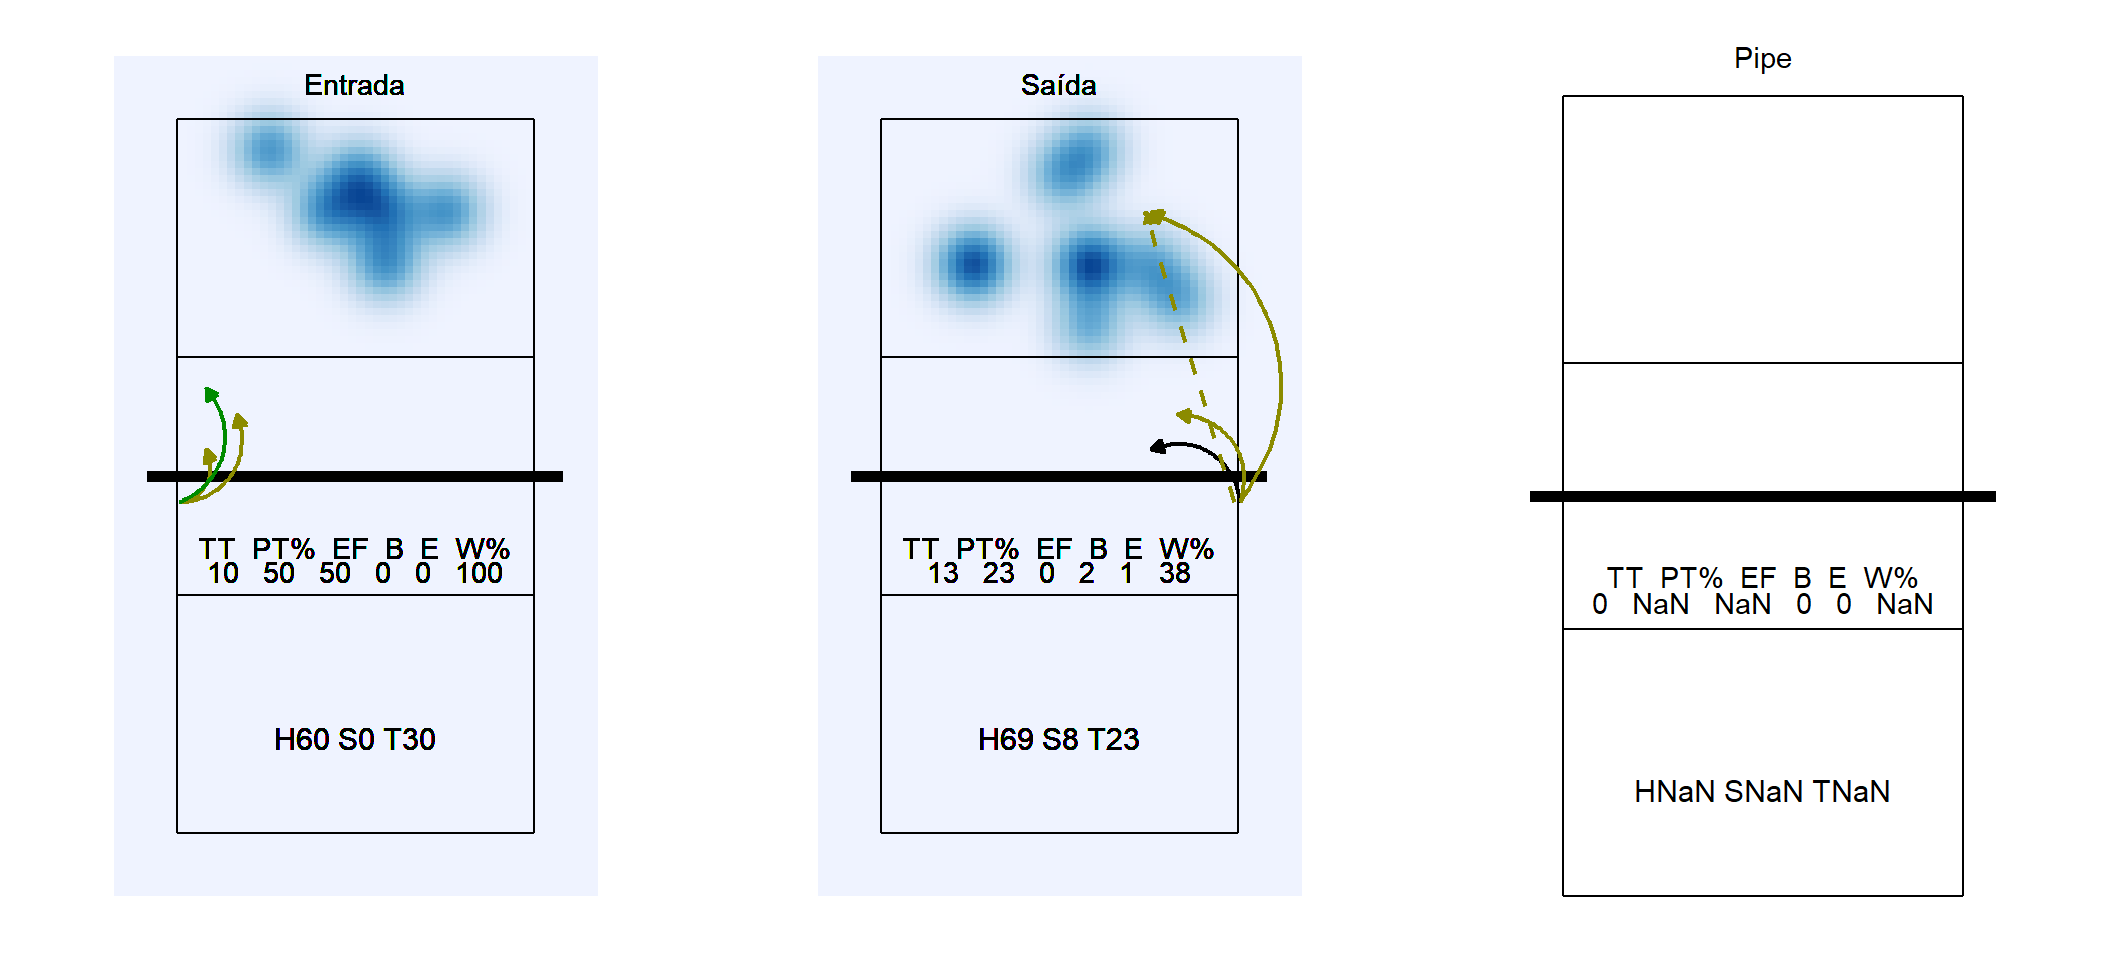 Entrada
TT PT% EF B E W%
10 50 50 0 0 100
H60 S0 T30
Saída
TT PT% EF B E W%
13 23 0 2 1 38
H69 S8 T23
Pipe
TT PT% EF B E W%
0 NaN NaN 0 0 NaN
HNaN SNaN TNaN